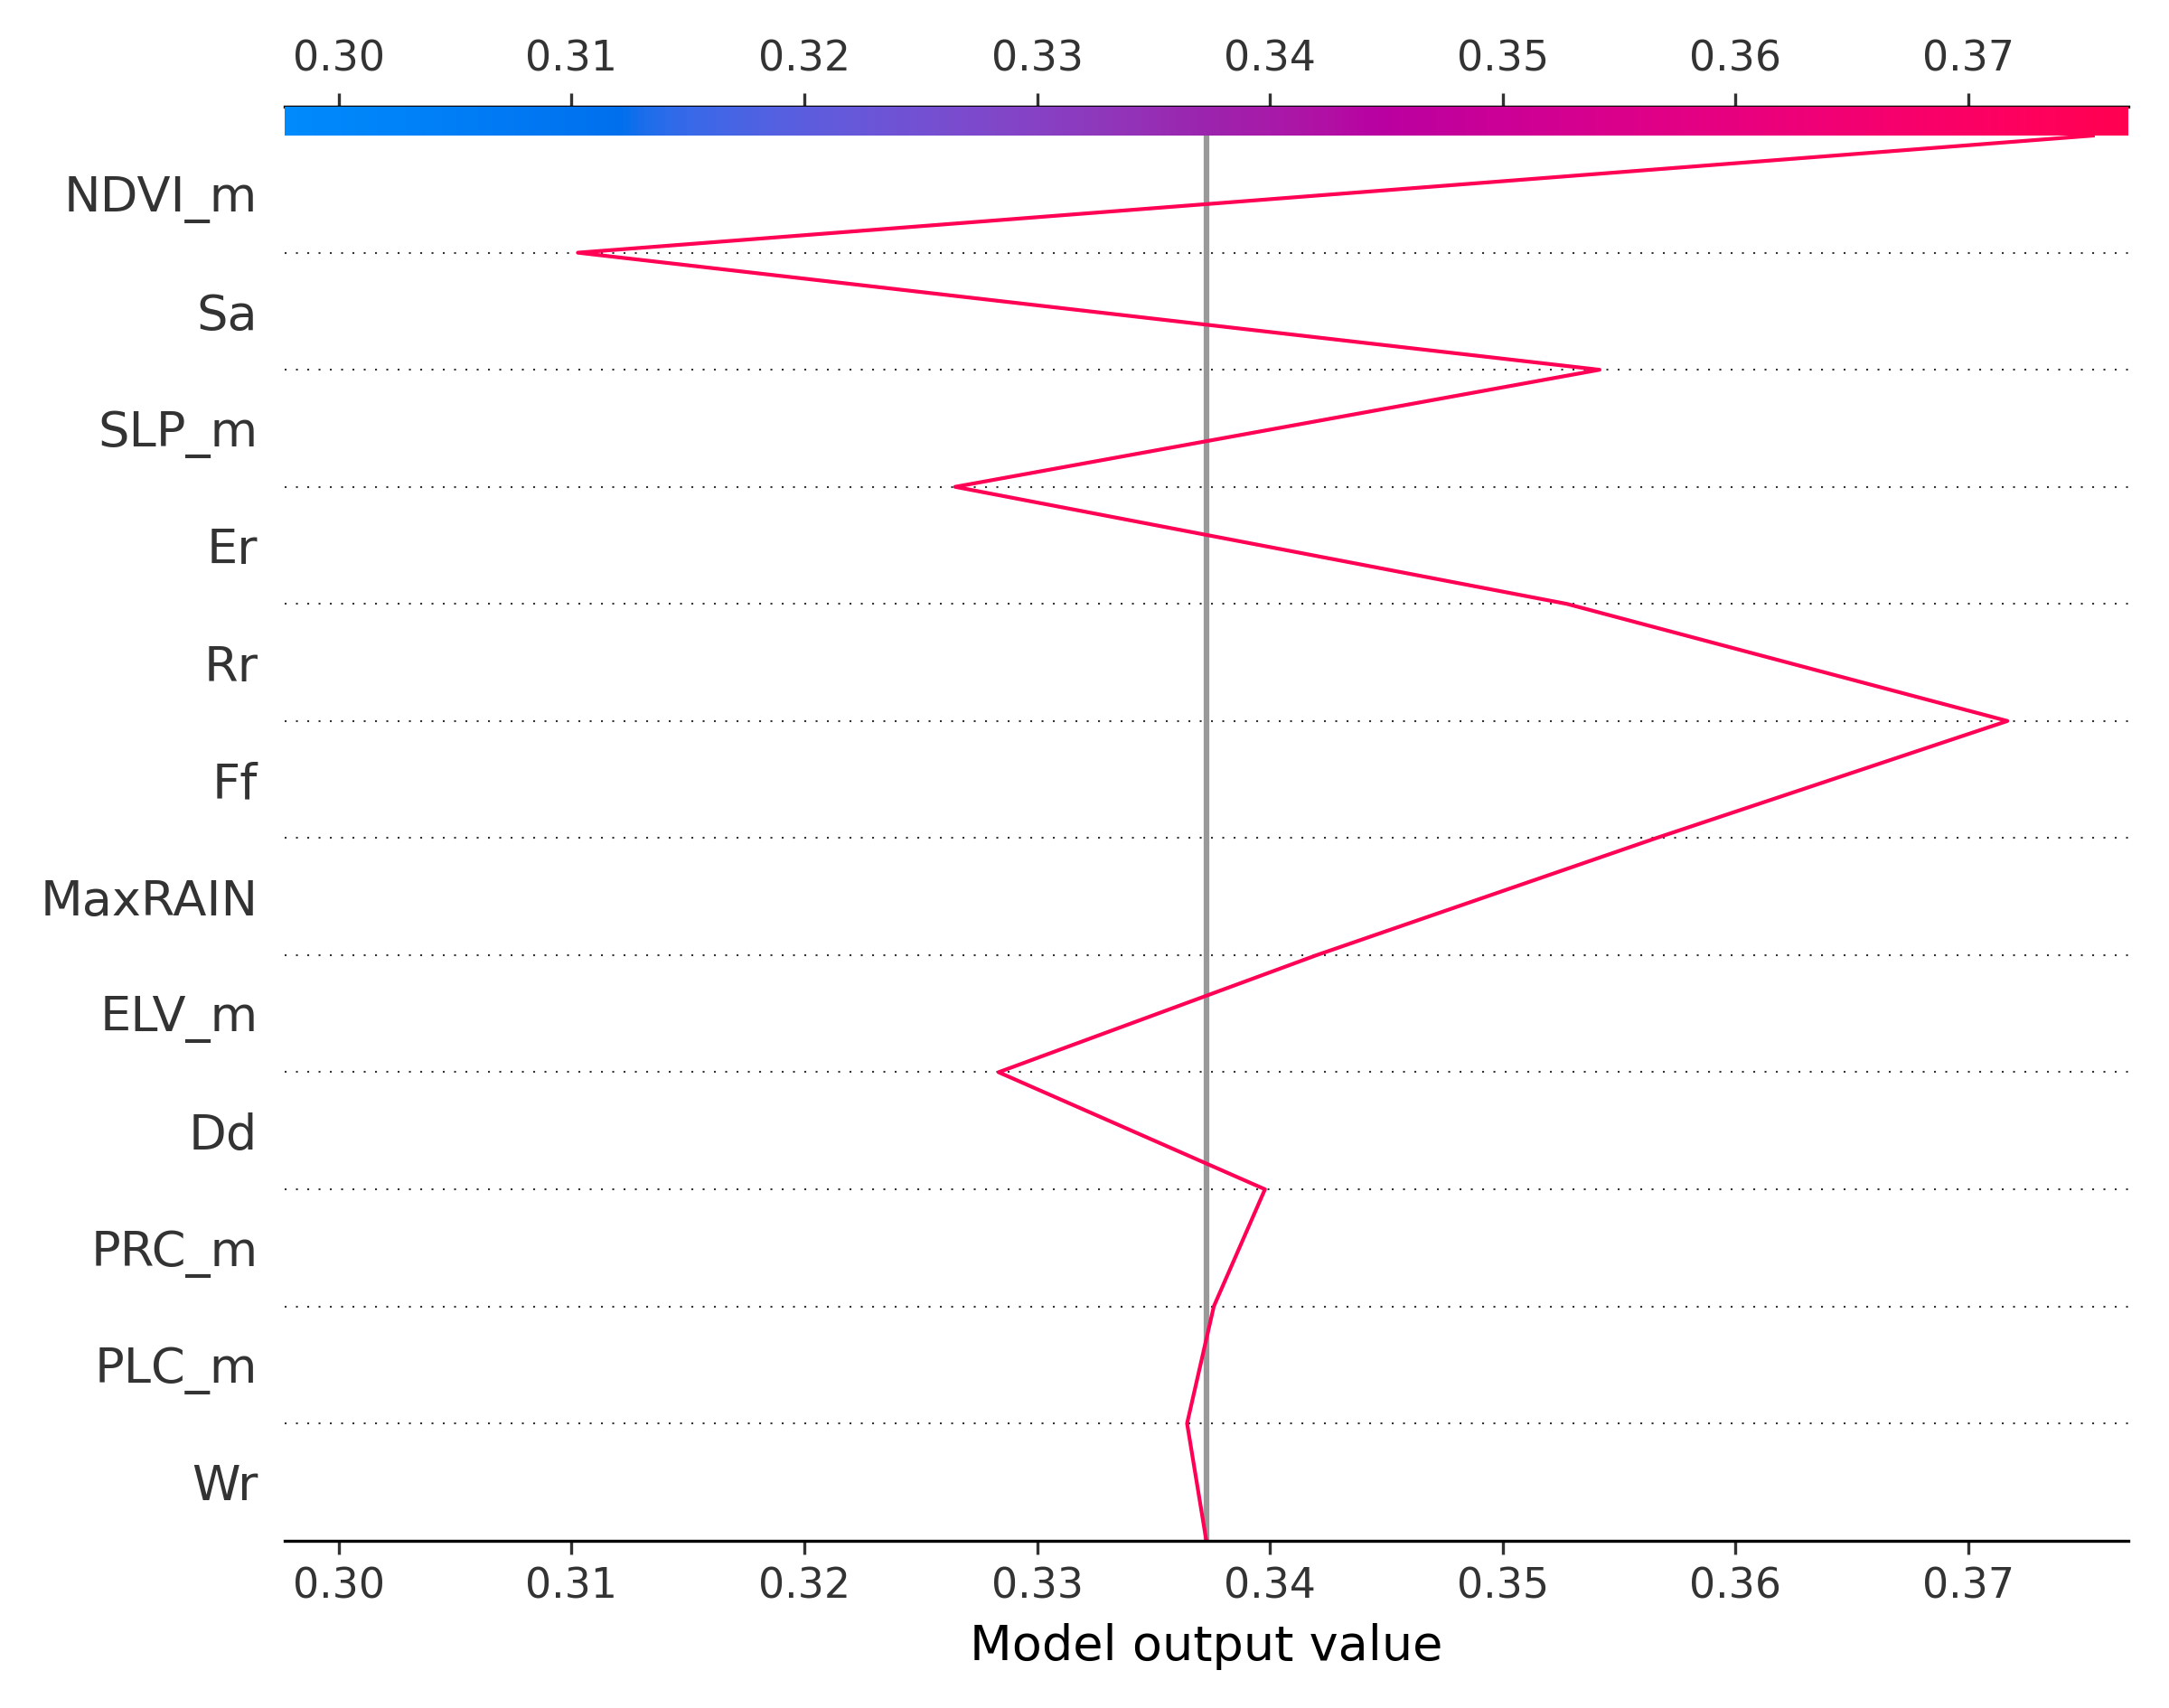 0.30 0.31 0.32 0.33 0.34 0.35 0.36 0.37
NDVI_m
Sa
SLP_m
Er
Rr
Ff
MaxRAIN
ELV_m
Dd
PRC_m
PLC_m
Wr
0.30 0.31 0.32 0.33 0.34 0.35 0.36 0.37
Model output value